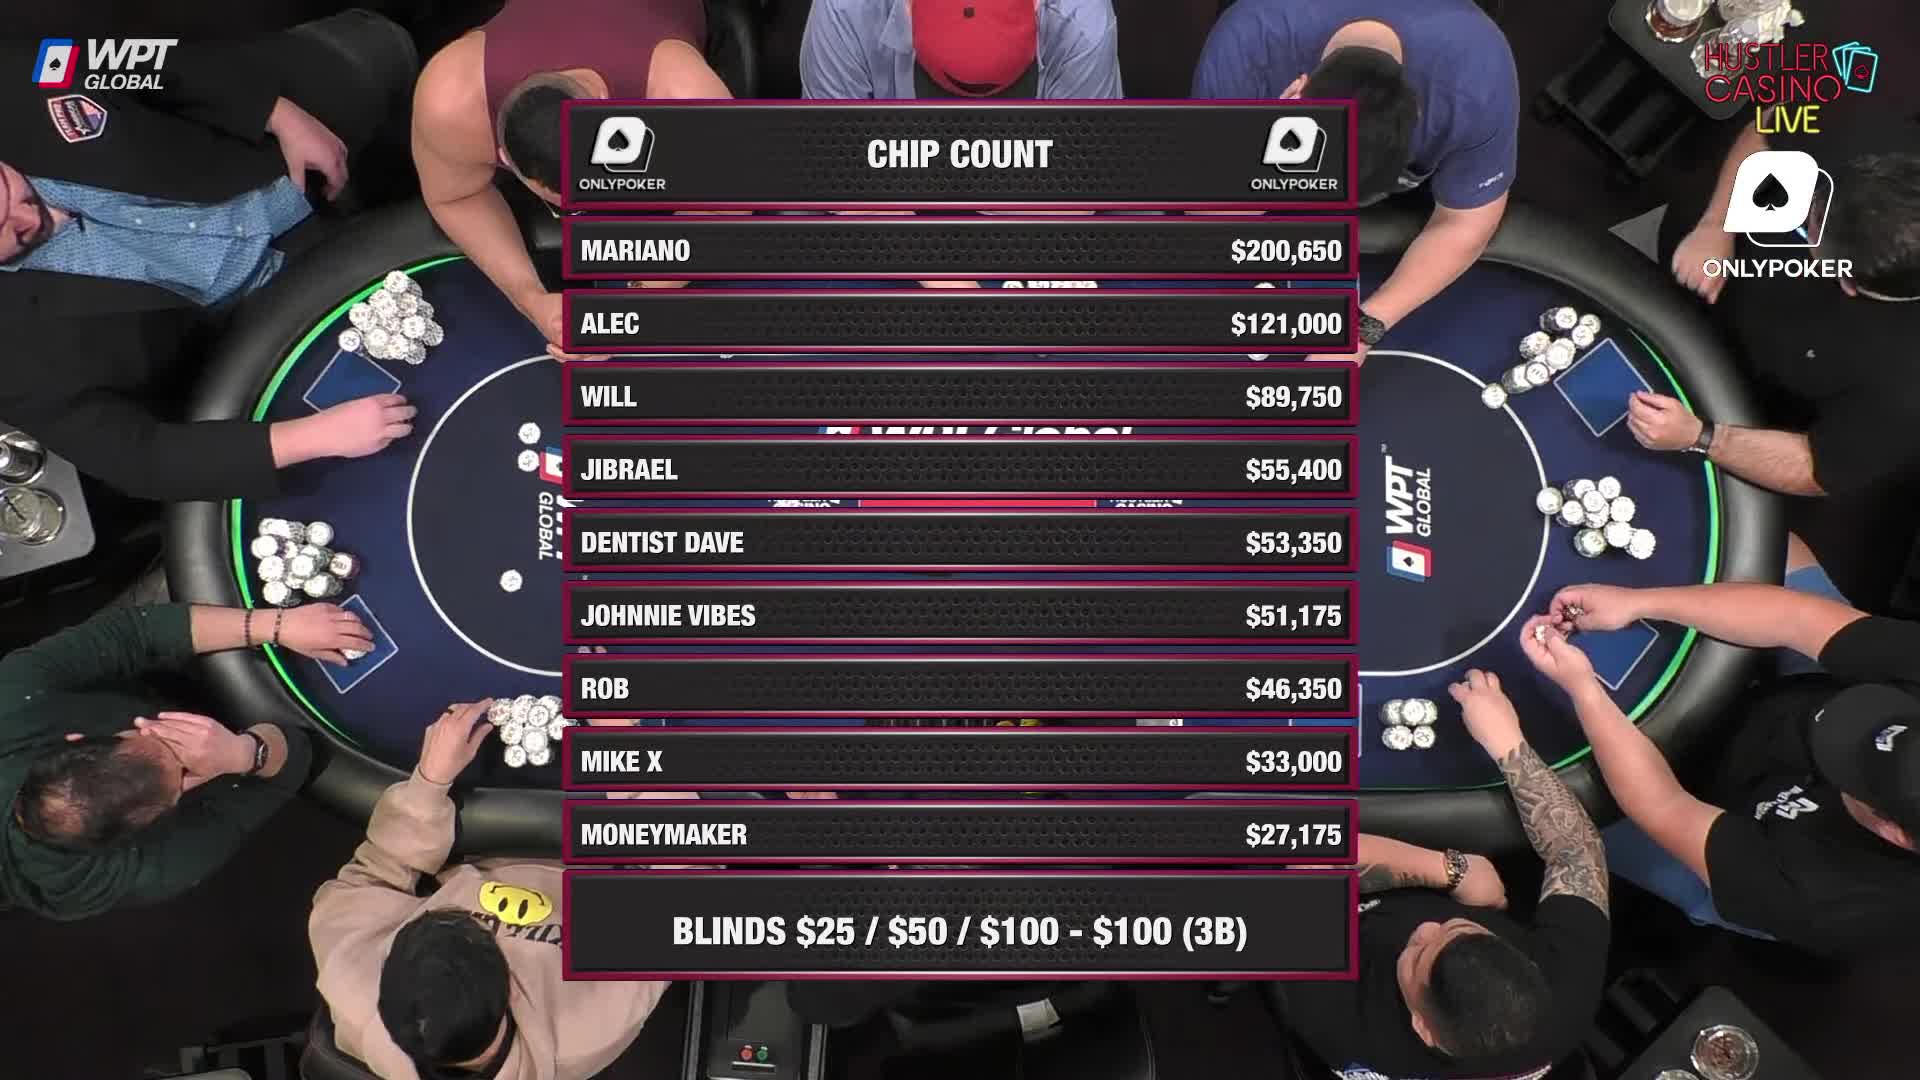 WPT
GLOBAL
HUSTLER
CASINO
LIVE
ONLYPOKER
CHIP COUNT
ONLYPOKER
ONLYPOKER
MARIANO $200,650
ALEC $121,000
WILL $89,750
JIBRAEL $55,400
DENTIST DAVE $53,350
JOHNNIE VIBES $51,175
ROB $46,350
MIKE X $33,000
MONEYMAKER $27,175
BLINDS $25 / $50 / $100 - $100 (3B)
WPT
GLOBAL
GLOBAL